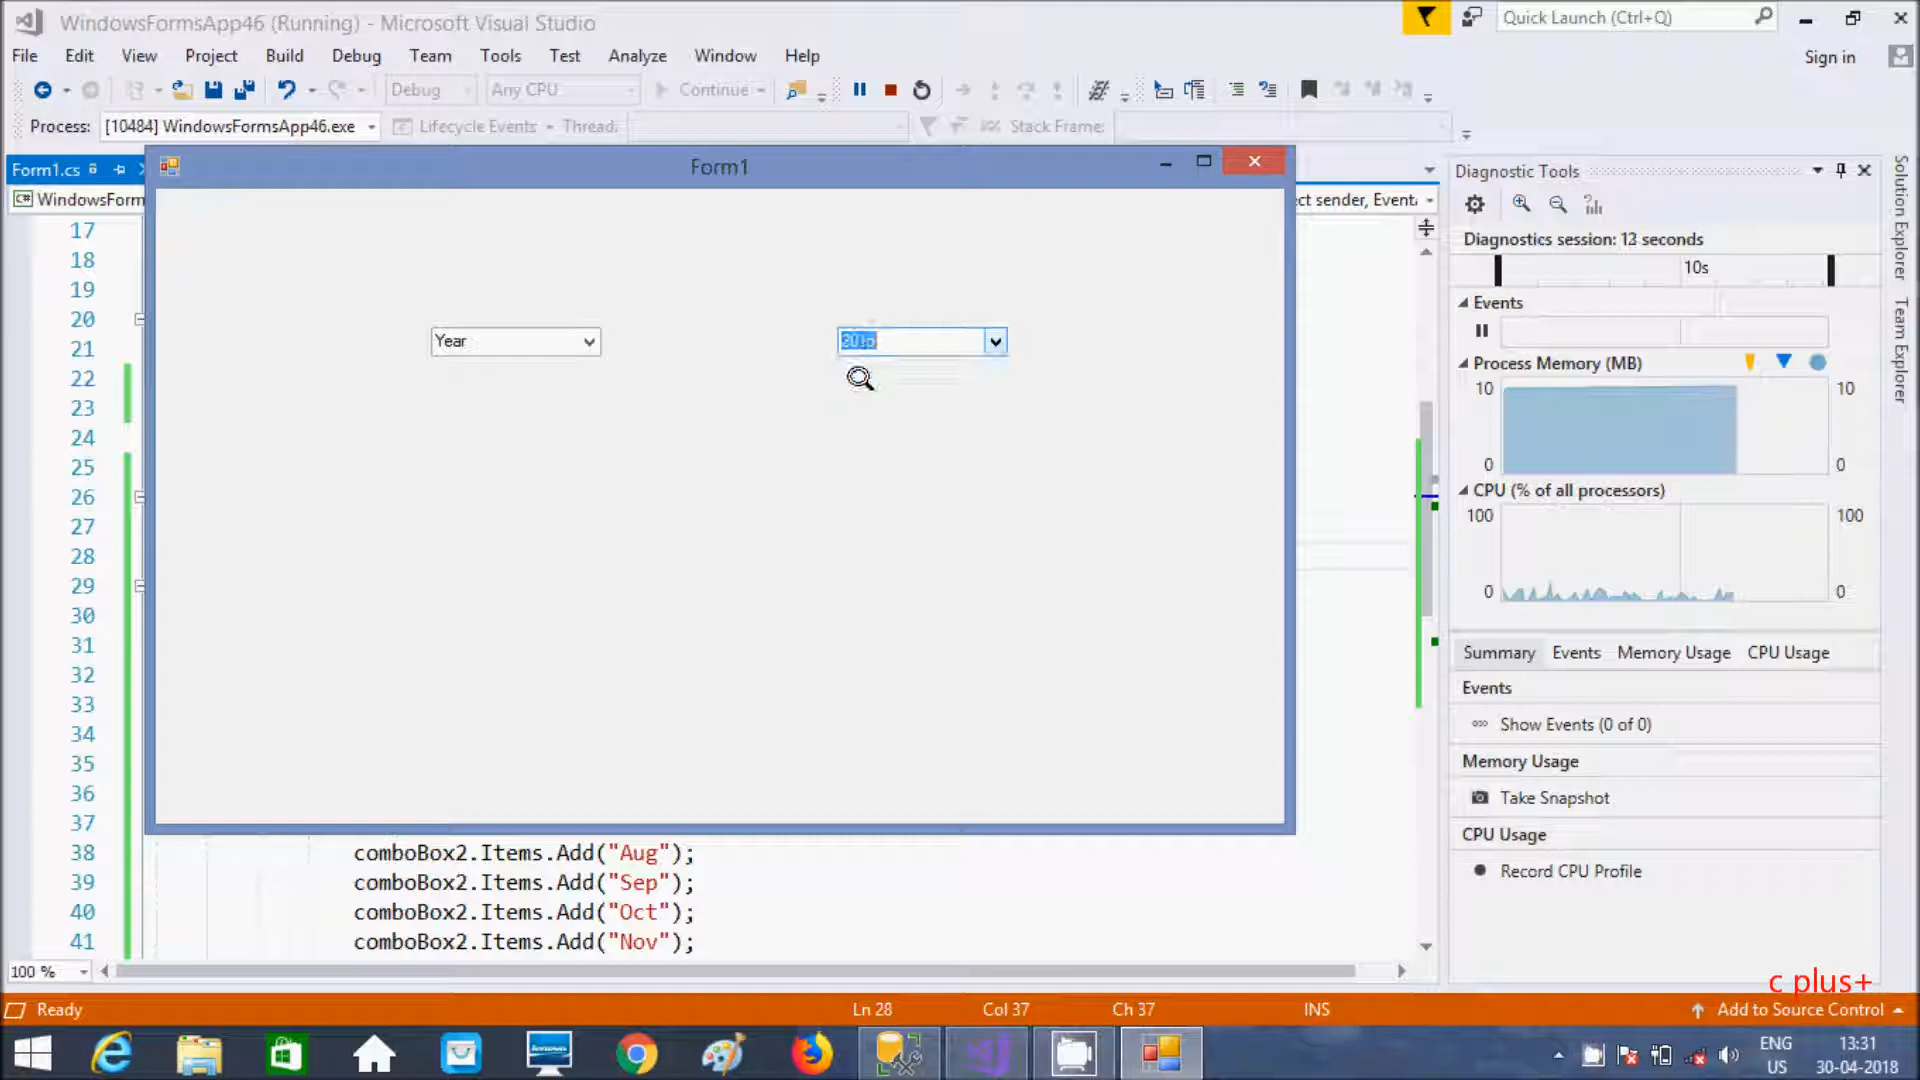 WindowsFormsApp46 (Running) - Microsoft Visual Studio
Quick Launch (Ctrl+Q)
File Edit View Project Build Debug Team Tools Test Analyze Window Help
Sign in
Debug Any CPU Continue
Process: [10484] WindowsFormsApp46.exe Lifecycle Events Thread: Stack Frame:
Form1.cs
Form1
Diagnostic Tools
C# WindowsForm
ct sender, Event
Solution Explorer
Team Explorer
Diagnostics session: 13 seconds
10s
Events
Process Memory (MB)
10 10
0 0
CPU (% of all processors)
100 100
0 0
Summary Events Memory Usage CPU Usage
Events
Show Events (0 of 0)
Memory Usage
Take Snapshot
CPU Usage
Record CPU Profile
Year
17
18
19
20
21
22
23
24
25
26
27
28
29
30
31
32
33
34
35
36
37
38 comboBox2.Items.Add("Aug");
39 comboBox2.Items.Add("Sep");
40 comboBox2.Items.Add("Oct");
41 comboBox2.Items.Add("Nov");
100 %
c plus+
Ready Ln 28 Col 37 Ch 37 INS Add to Source Control
ENG 13:31
US 30-04-2018